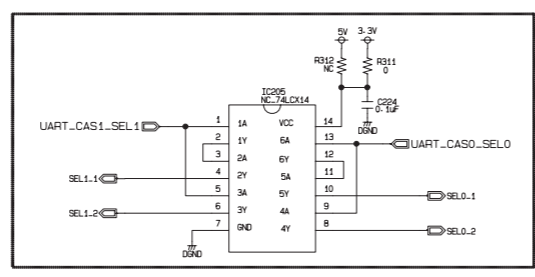 5V 3.3V
R312 NC R311 0
IC205
NC_74LCX14
C224
0.1uF
DGND
UART_CAS1_SEL1 1 1A VCC 14
2 1Y 6A 13 UART_CAS0_SEL0
3 2A 6Y 12
SEL1_1 4 2Y 5A 11
5 3A 5Y 10 SEL0_1
SEL1_2 6 3Y 4A 9
7 GND 4Y 8 SEL0_2
DGND